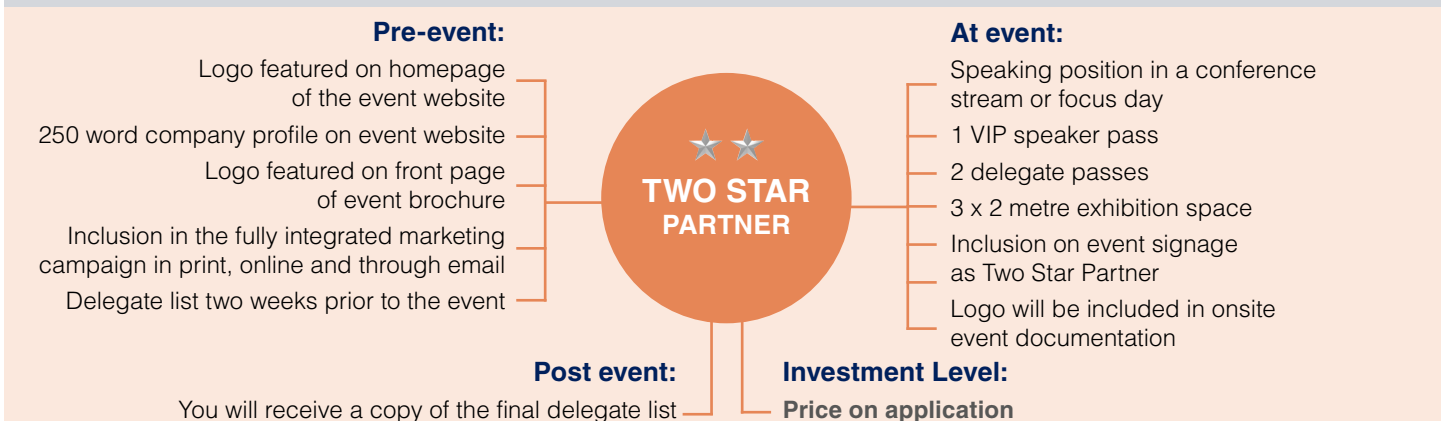 Pre-event:
Logo featured on homepage
of the event website
250 word company profile on event website
Logo featured on front page
of event brochure
Inclusion in the fully integrated marketing
campaign in print, online and through email
Delegate list two weeks prior to the event
TWO STAR
PARTNER
At event:
Speaking position in a conference
stream or focus day
1 VIP speaker pass
2 delegate passes
3 x 2 metre exhibition space
Inclusion on event signage
as Two Star Partner
Logo will be included in onsite
event documentation
Post event:
You will receive a copy of the final delegate list
Investment Level:
Price on application